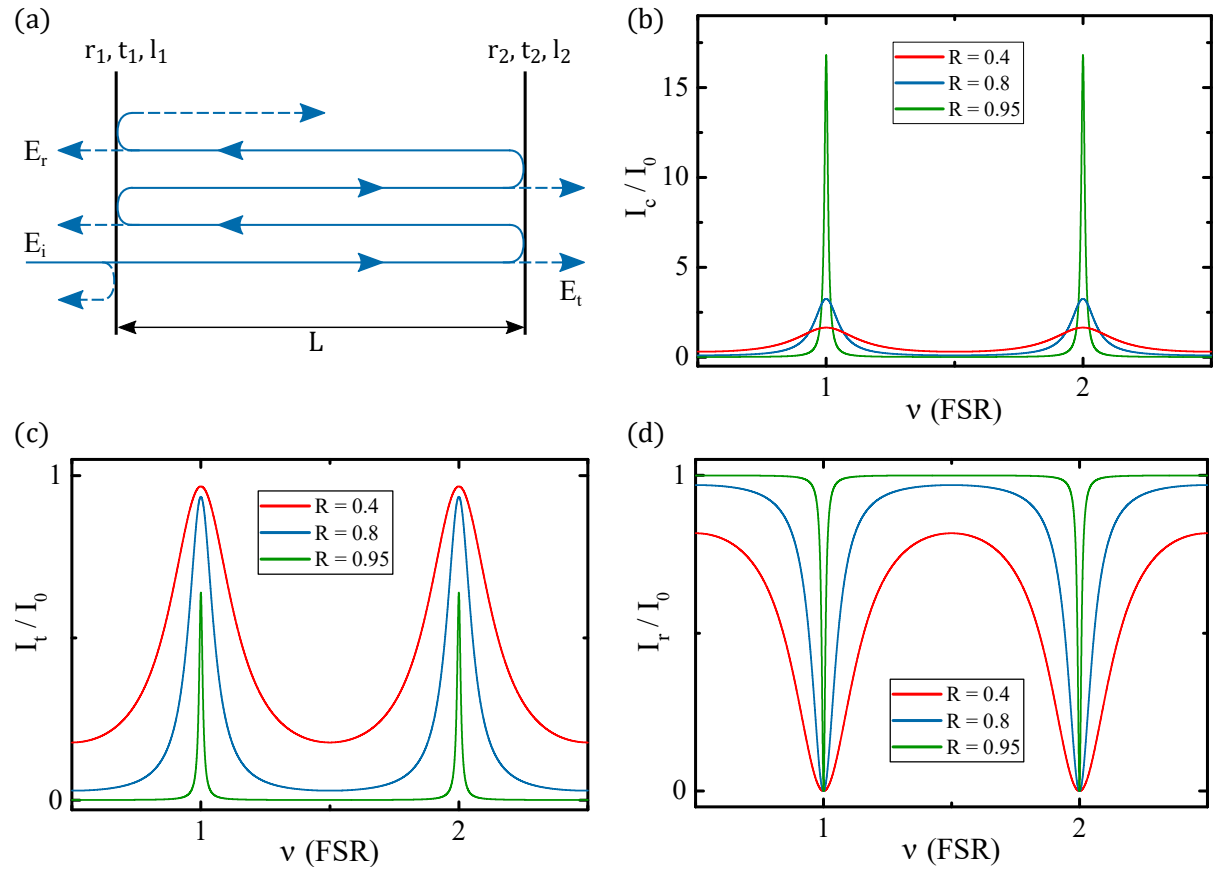 (a)
r1, t1, l1
r2, t2, l2
Er
Ei
Et
L
(b)
Ic / I0
15
10
5
0
R = 0.4
R = 0.8
R = 0.95
1
2
ν (FSR)
(c)
It / I0
1
0
R = 0.4
R = 0.8
R = 0.95
1
2
ν (FSR)
(d)
Ir / I0
1
0
R = 0.4
R = 0.8
R = 0.95
1
2
ν (FSR)